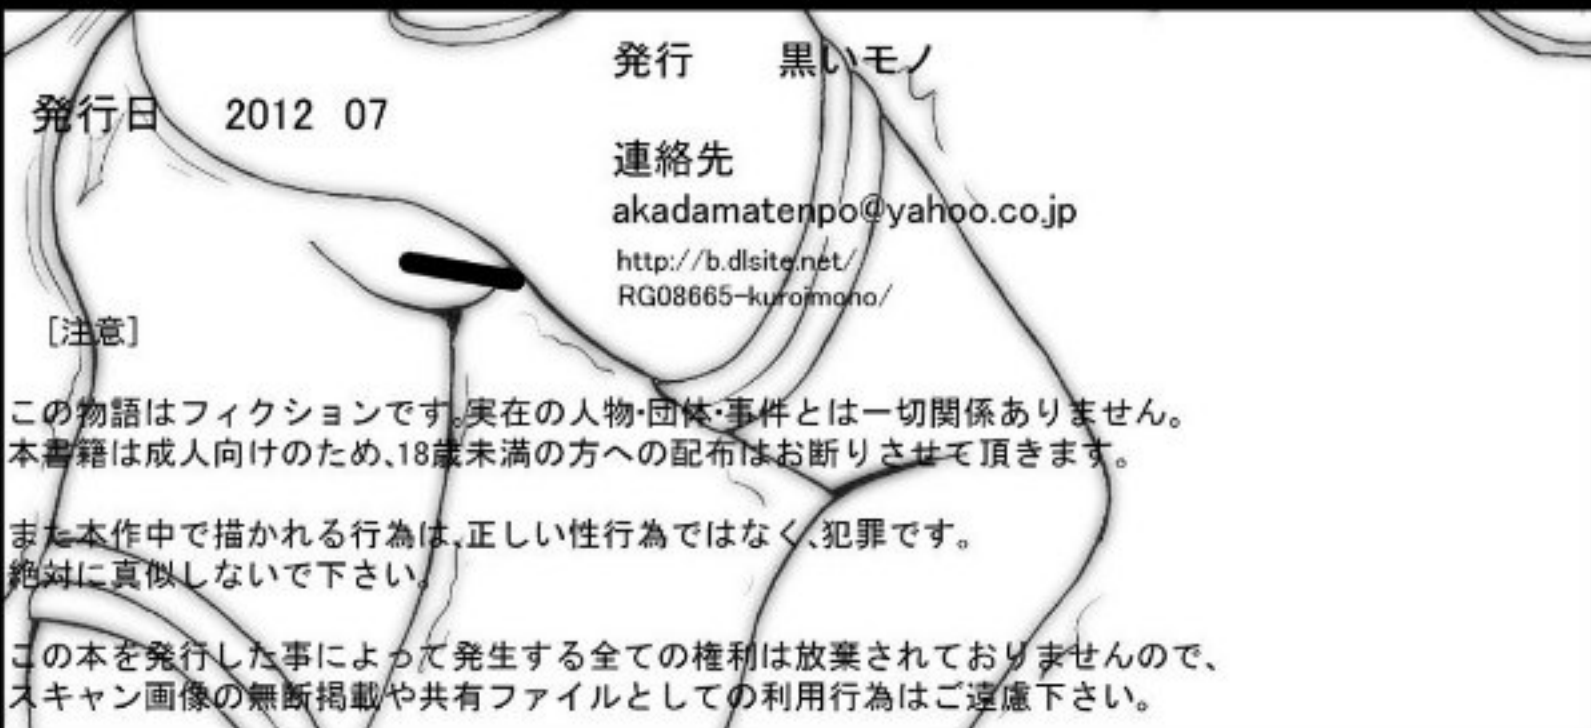 発行　　黒いモノ
発行日　　2012 07
連絡先
akadamatenpo@yahoo.co.jp
http://b.dlsite.net/
RG08665-kuroimono/
[注意]
この物語はフィクションです。実在の人物・団体・事件とは一切関係ありません。
本書籍は成人向けのため、18歳未満の方への配布はお断りさせて頂きます。
また本作中で描かれる行為は、正しい性行為ではなく、犯罪です。
絶対に真似しないで下さい。
この本を発行した事によって発生する全ての権利は放棄されておりませんので、
スキャン画像の無断掲載や共有ファイルとしての利用行為はご遠慮下さい。